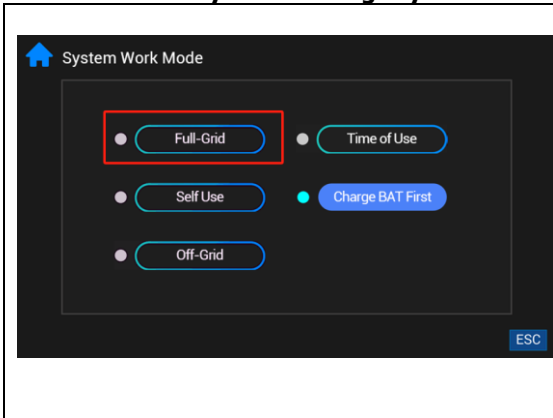 System Work Mode
Full-Grid
Time of Use
Self Use
Charge BAT First
Off-Grid
ESC